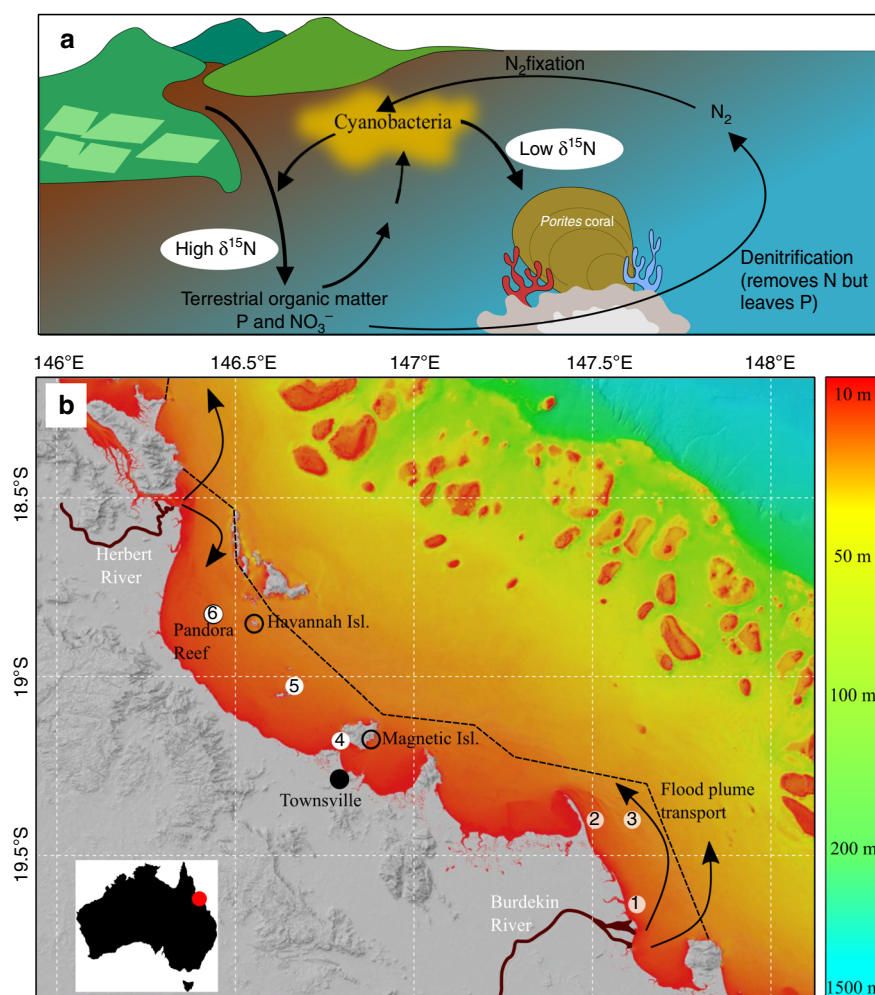 a
N₂fixation
Cyanobacteria
N₂
Low δ¹⁵N
Porites coral
High δ¹⁵N
Denitrification
(removes N but
leaves P)
Terrestrial organic matter
P and NO₃⁻
146°E
146.5°E
147°E
147.5°E
148°E
b
10 m
18.5°S
50 m
Herbert
River
6
Havannah Isl.
Pandora
Reef
19°S
5
100 m
4
Magnetic Isl.
Townsville
Flood plume
transport
2
3
200 m
19.5°S
1
Burdekin
River
1500 m